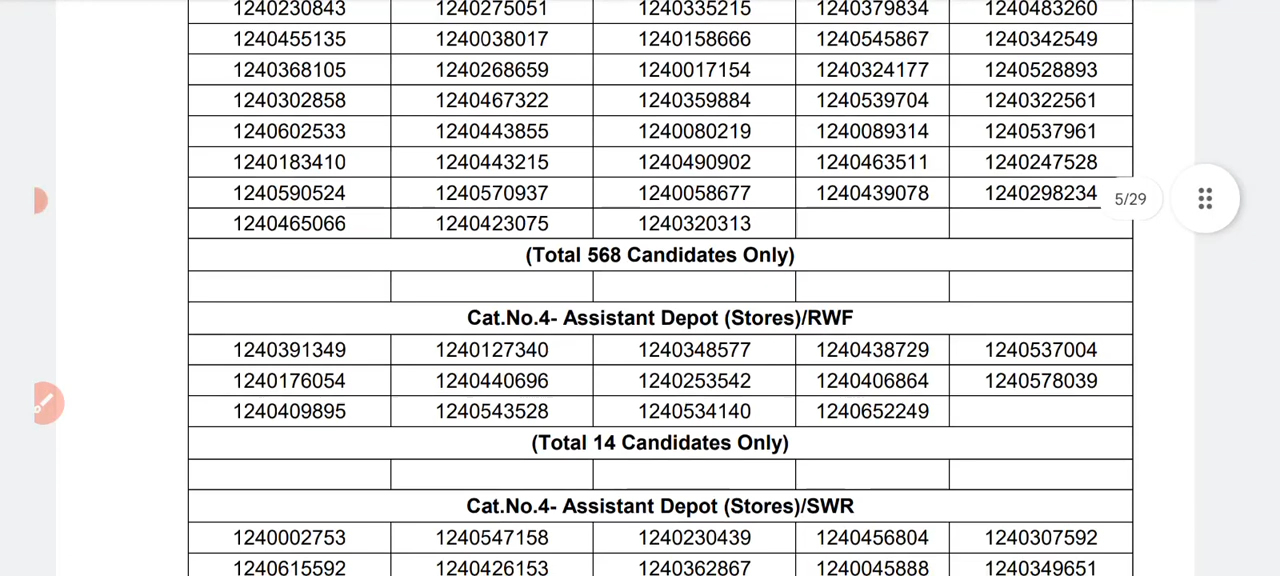 1240230843 1240275051 1240335215 1240379834 1240483260
1240455135 1240038017 1240158666 1240545867 1240342549
1240368105 1240268659 1240017154 1240324177 1240528893
1240302858 1240467322 1240359884 1240539704 1240322561
1240602533 1240443855 1240080219 1240089314 1240537961
1240183410 1240443215 1240490902 1240463511 1240247528
1240590524 1240570937 1240058677 1240439078 1240298234
5/29
1240465066 1240423075 1240320313
(Total 568 Candidates Only)
Cat.No.4- Assistant Depot (Stores)/RWF
1240391349 1240127340 1240348577 1240438729 1240537004
1240176054 1240440696 1240253542 1240406864 1240578039
1240409895 1240543528 1240534140 1240652249
(Total 14 Candidates Only)
Cat.No.4- Assistant Depot (Stores)/SWR
1240002753 1240547158 1240230439 1240456804 1240307592
1240615592 1240426153 1240362867 1240045888 1240349651